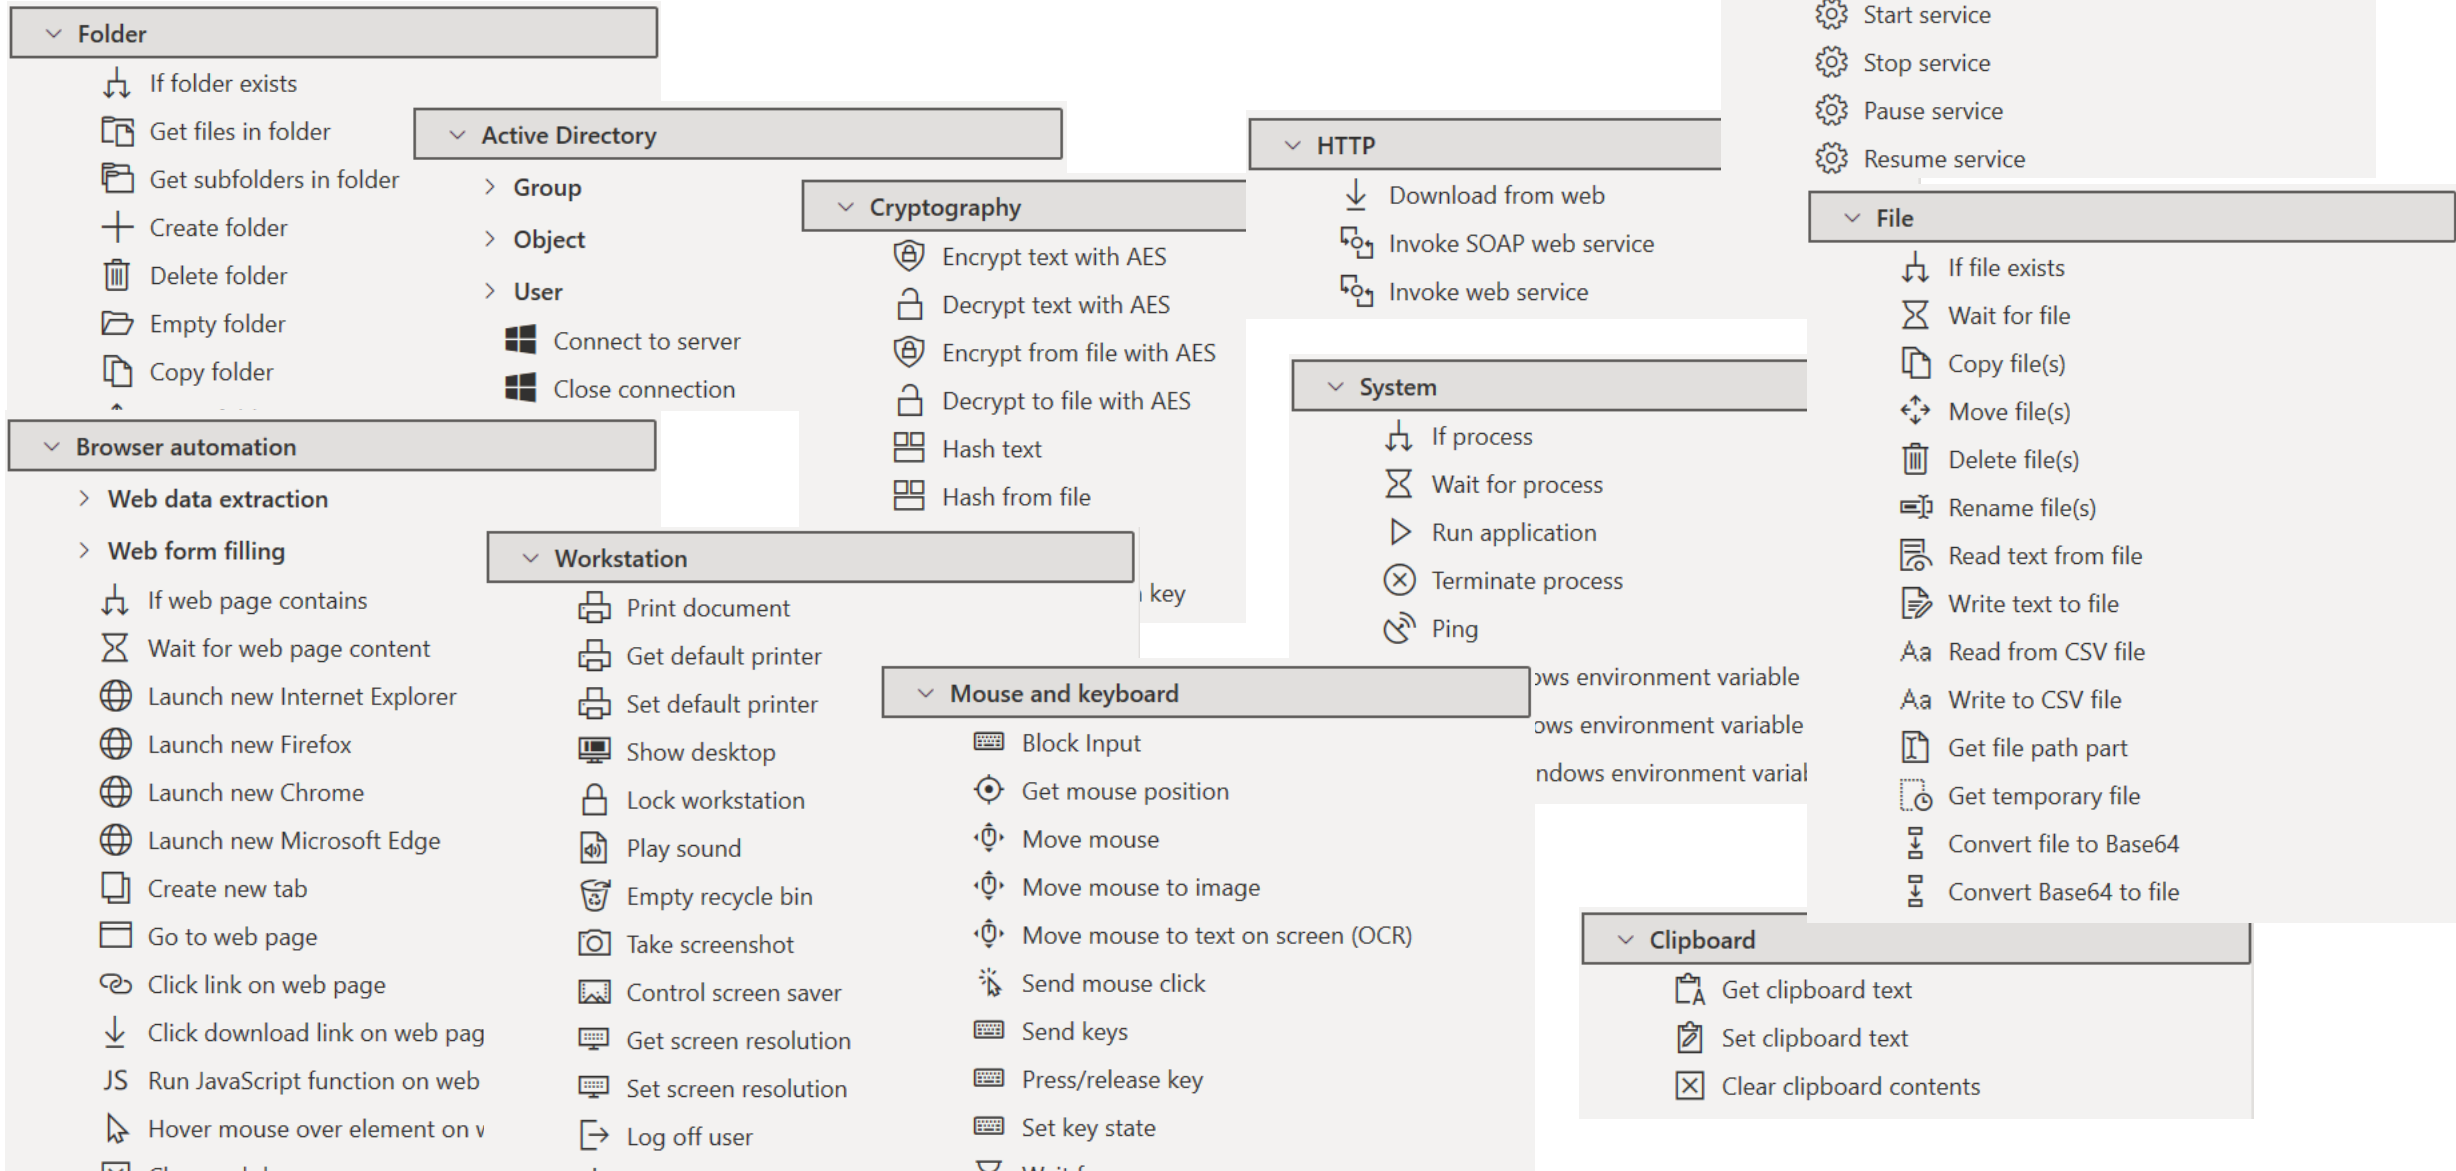 Folder
If folder exists
Get files in folder
Get subfolders in folder
Create folder
Delete folder
Empty folder
Copy folder
Active Directory
Group
Object
User
Connect to server
Close connection
Cryptography
Encrypt text with AES
Decrypt text with AES
Encrypt from file with AES
Decrypt to file with AES
Hash text
Hash from file
key
HTTP
Download from web
Invoke SOAP web service
Invoke web service
Start service
Stop service
Pause service
Resume service
File
If file exists
Wait for file
Copy file(s)
Move file(s)
Delete file(s)
Rename file(s)
Read text from file
Write text to file
Aa Read from CSV file
Aa Write to CSV file
Get file path part
Get temporary file
Convert file to Base64
Convert Base64 to file
System
If process
Wait for process
Run application
Terminate process
Ping
ows environment variable
ows environment variable
ndows environment variab
Browser automation
Web data extraction
Web form filling
If web page contains
Wait for web page content
Launch new Internet Explorer
Launch new Firefox
Launch new Chrome
Launch new Microsoft Edge
Create new tab
Go to web page
Click link on web page
Click download link on web pag
JS Run JavaScript function on web
Hover mouse over element on w
Workstation
Print document
Get default printer
Set default printer
Show desktop
Lock workstation
Play sound
Empty recycle bin
Take screenshot
Control screen saver
Get screen resolution
Set screen resolution
Log off user
Mouse and keyboard
Block Input
Get mouse position
Move mouse
Move mouse to image
Move mouse to text on screen (OCR)
Send mouse click
Send keys
Press/release key
Set key state
Clipboard
Get clipboard text
Set clipboard text
Clear clipboard contents